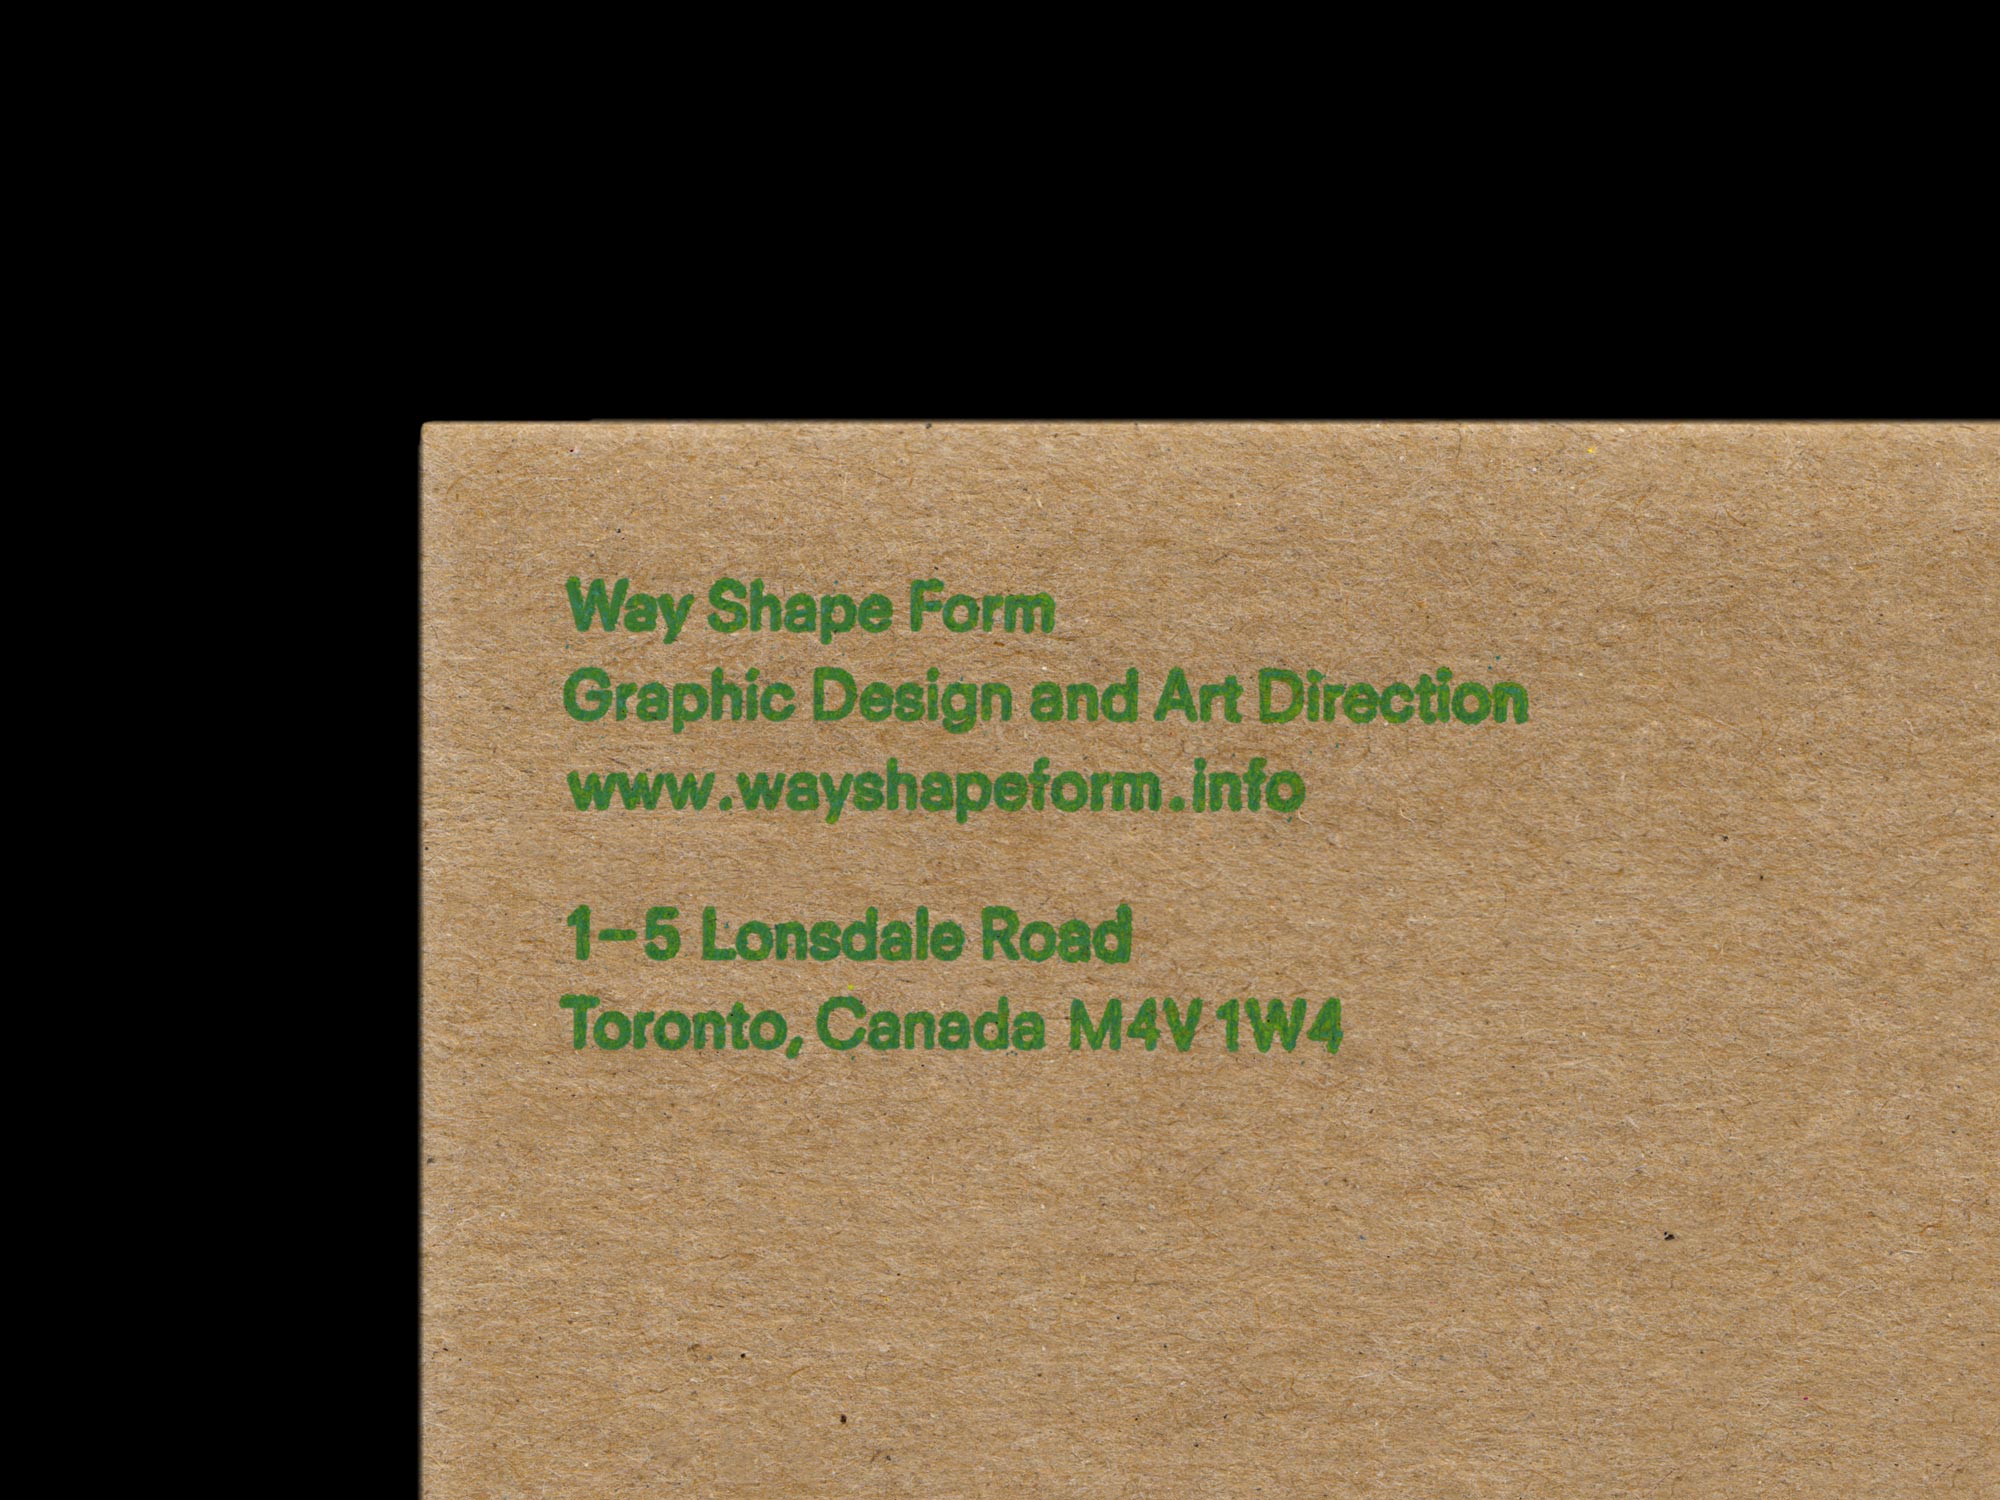 Way Shape Form
Graphic Design and Art Direction
www.wayshapeform.info
1–5 Lonsdale Road
Toronto, Canada M4V 1W4